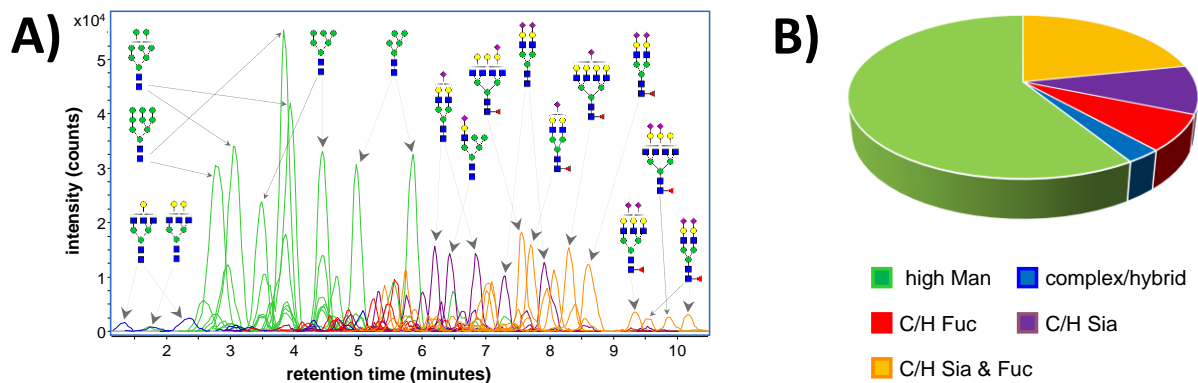 A)
x10⁴
5
4
3
2
1
0
intensity (counts)
2 3 4 5 6 7 8 9 10
retention time (minutes)
B)
high Man
complex/hybrid
C/H Fuc
C/H Sia
C/H Sia & Fuc